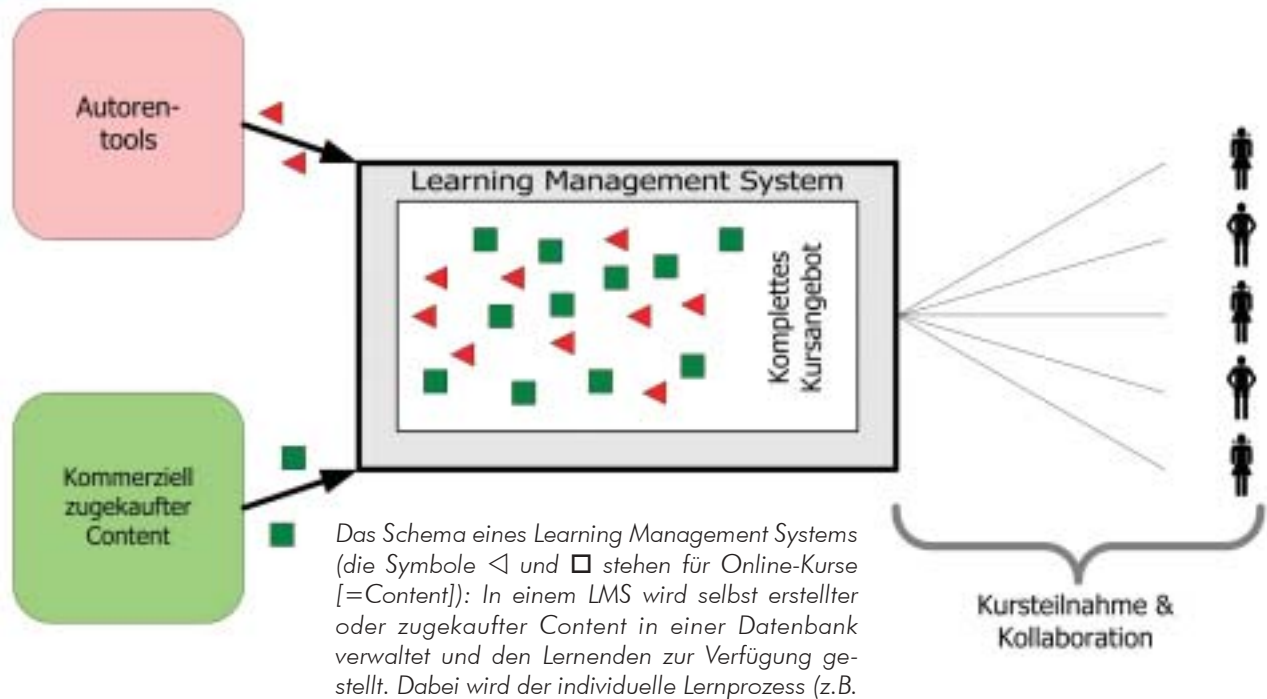 Autoren-
tools
Learning Management System
Komplettes
Kursangebot
Kommerziell
zugekaufter
Content
Das Schema eines Learning Management Systems
(die Symbole ◁ und □ stehen für Online-Kurse
[=Content]): In einem LMS wird selbst erstellter
oder zugekaufter Content in einer Datenbank
verwaltet und den Lernenden zur Verfügung ge-
stellt. Dabei wird der individuelle Lernprozess (z.B.
Kursteilnahme &
Kollaboration